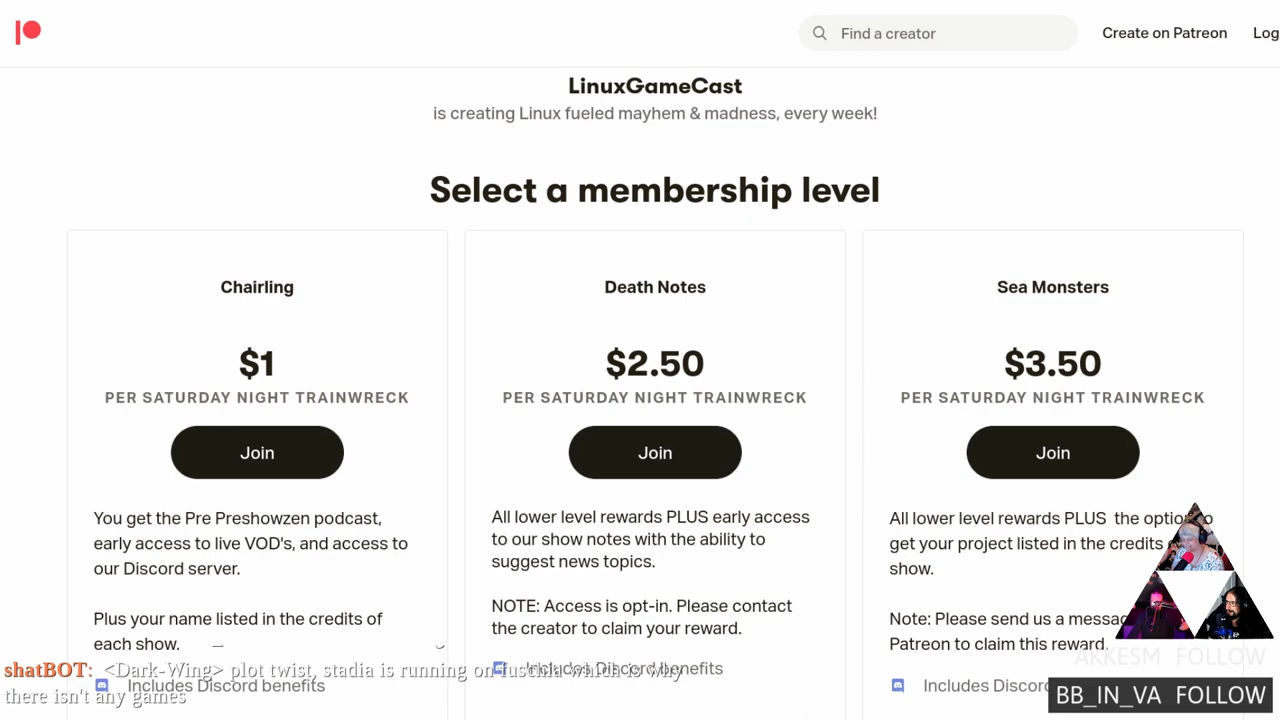 Find a creator
Create on Patreon
Log
LinuxGameCast
is creating Linux fueled mayhem & madness, every week!
Select a membership level
Chairling
$1
PER SATURDAY NIGHT TRAINWRECK
Join
You get the Pre Preshowzen podcast,
early access to live VOD's, and access to
our Discord server.
Plus your name listed in the credits of
each show.
Includes Discord benefits
Death Notes
$2.50
PER SATURDAY NIGHT TRAINWRECK
Join
All lower level rewards PLUS early access
to our show notes with the ability to
suggest news topics.
NOTE: Access is opt-in. Please contact
the creator to claim your reward.
Includes Discord benefits
Sea Monsters
$3.50
PER SATURDAY NIGHT TRAINWRECK
Join
All lower level rewards PLUS the option to
get your project listed in the credits
show.
Note: Please send us a messa
Patreon to claim this reward.
Includes Discord
shatBOT: <Dark-Wing> plot twist, stadia is running on fuschia which is why
there isn't any games
AKKESM FOLLOW
BB_IN_VA FOLLOW